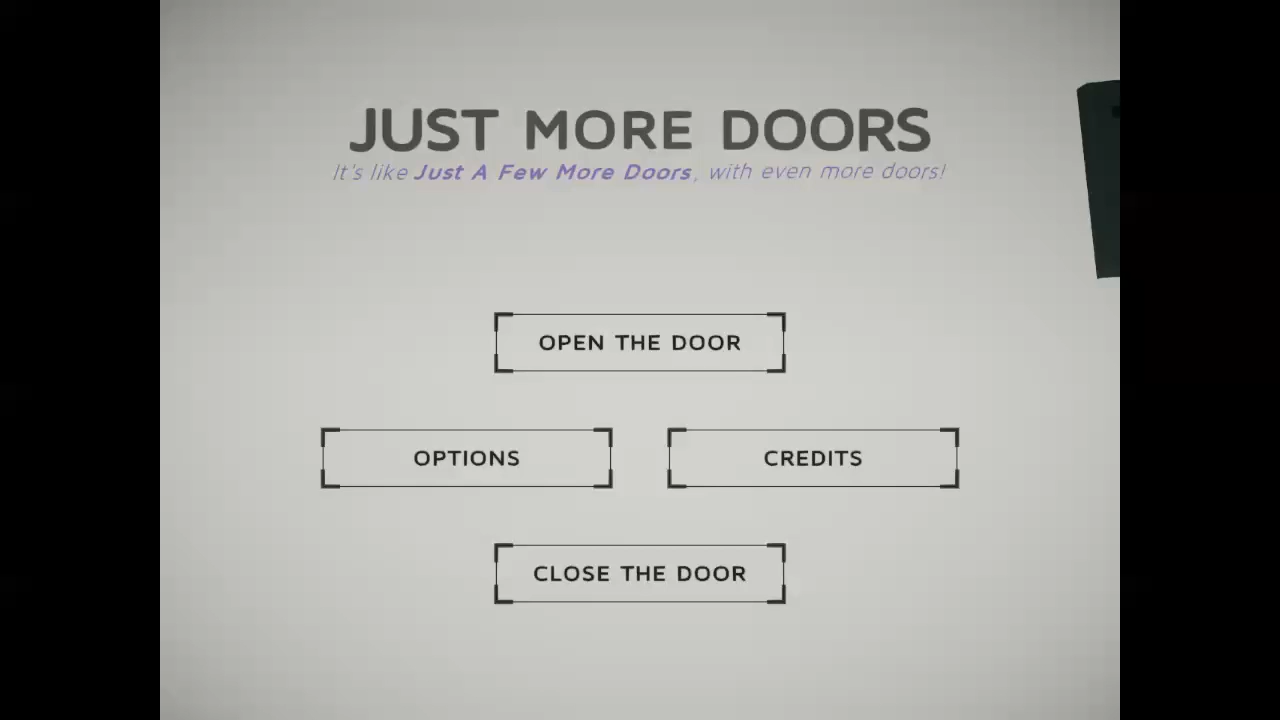 JUST MORE DOORS
It's like Just A Few More Doors, with even more doors!
OPEN THE DOOR
OPTIONS
CREDITS
CLOSE THE DOOR